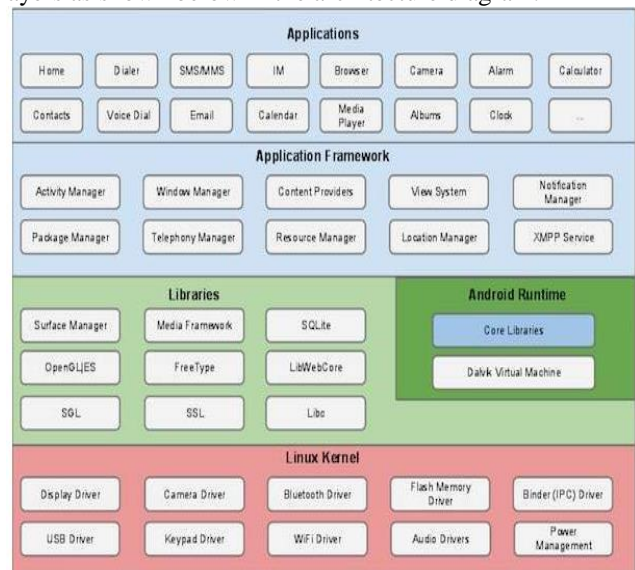 Applications
Home Dialer SMS/MMS IM Browser Camera Alarm Calculator
Contacts Voice Dial Email Calendar Media Player Albums Clock ...
Application Framework
Activity Manager Window Manager Content Providers View System Notification Manager
Package Manager Telephony Manager Resource Manager Location Manager XMPP Service
Libraries
Surface Manager Media Framework SQLite
OpenGL|ES FreeType LibWebCore
SGL SSL Libc
Android Runtime
Core Libraries
Dalvik Virtual Machine
Linux Kernel
Display Driver Camera Driver Bluetooth Driver Flash Memory Driver Binder (IPC) Driver
USB Driver Keypad Driver WiFi Driver Audio Drivers Power Management